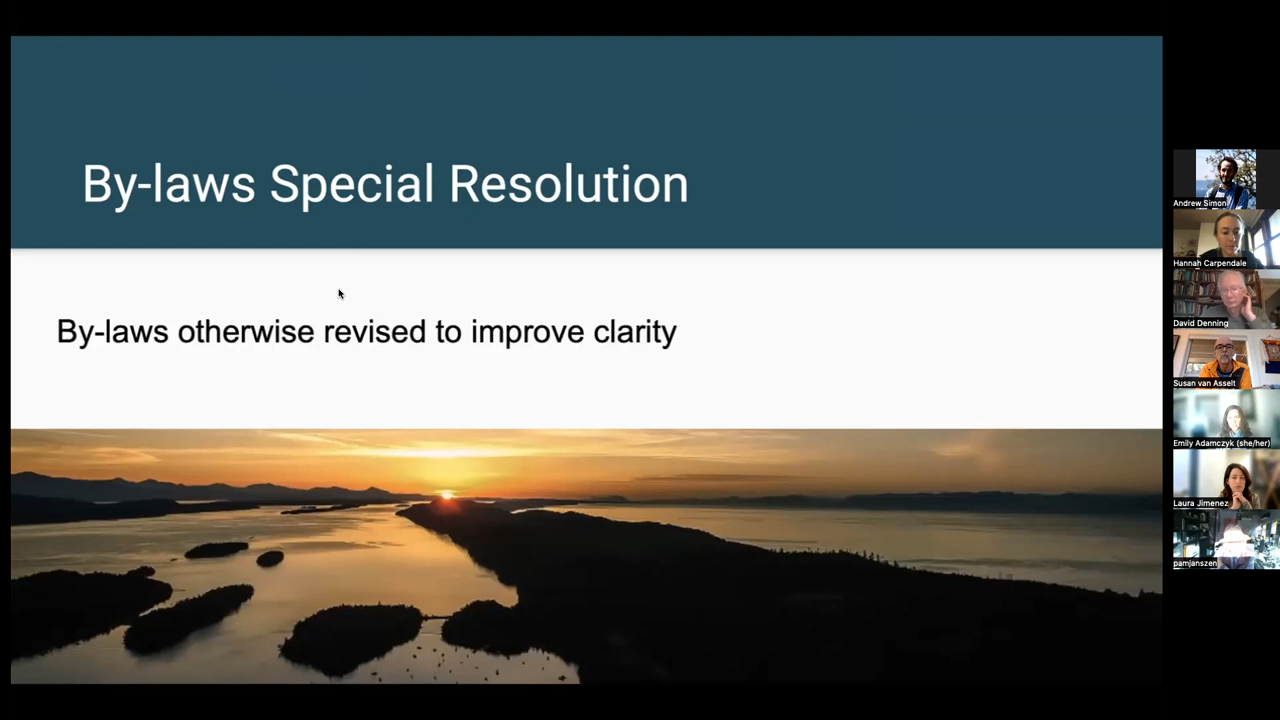 By-laws Special Resolution
By-laws otherwise revised to improve clarity
Andrew Simon
Hannah Carpendale
David Denning
Susan van Asselt
Emily Adamczyk (she/her)
Laura Jimenez
pamjanszen